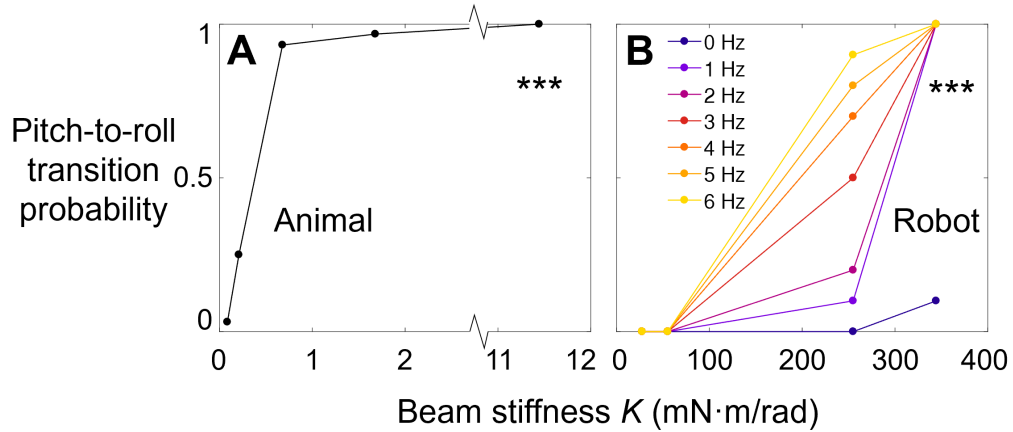 A
1
0.5
0
Pitch-to-roll
transition
probability
Animal
***
0 1 2 11 12
B
0 Hz
1 Hz
2 Hz
3 Hz
4 Hz
5 Hz
6 Hz
***
Robot
0 100 200 300 400
Beam stiffness K (mN·m/rad)